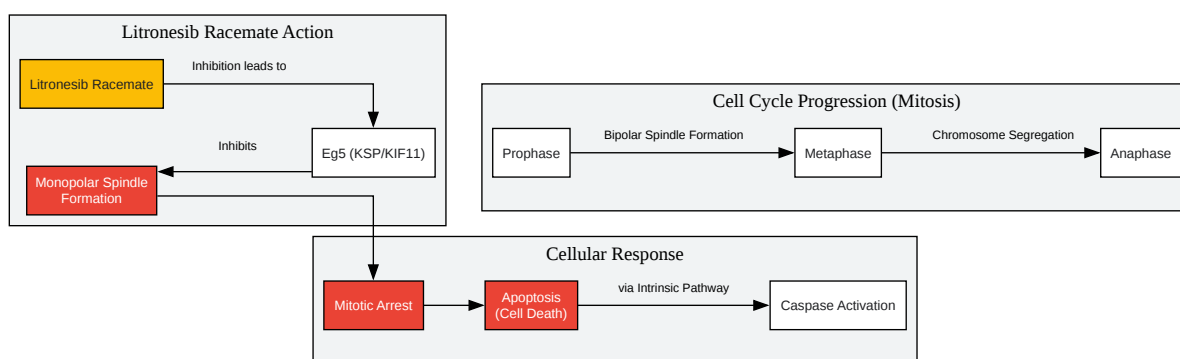 Litronesib Racemate Action
Inhibition leads to
Litronesib Racemate
Inhibits
Eg5 (KSP/KIF11)
Monopolar Spindle
Formation
Cell Cycle Progression (Mitosis)
Prophase
Bipolar Spindle Formation
Metaphase
Chromosome Segregation
Anaphase
Cellular Response
Mitotic Arrest
Apoptosis
(Cell Death)
via Intrinsic Pathway
Caspase Activation